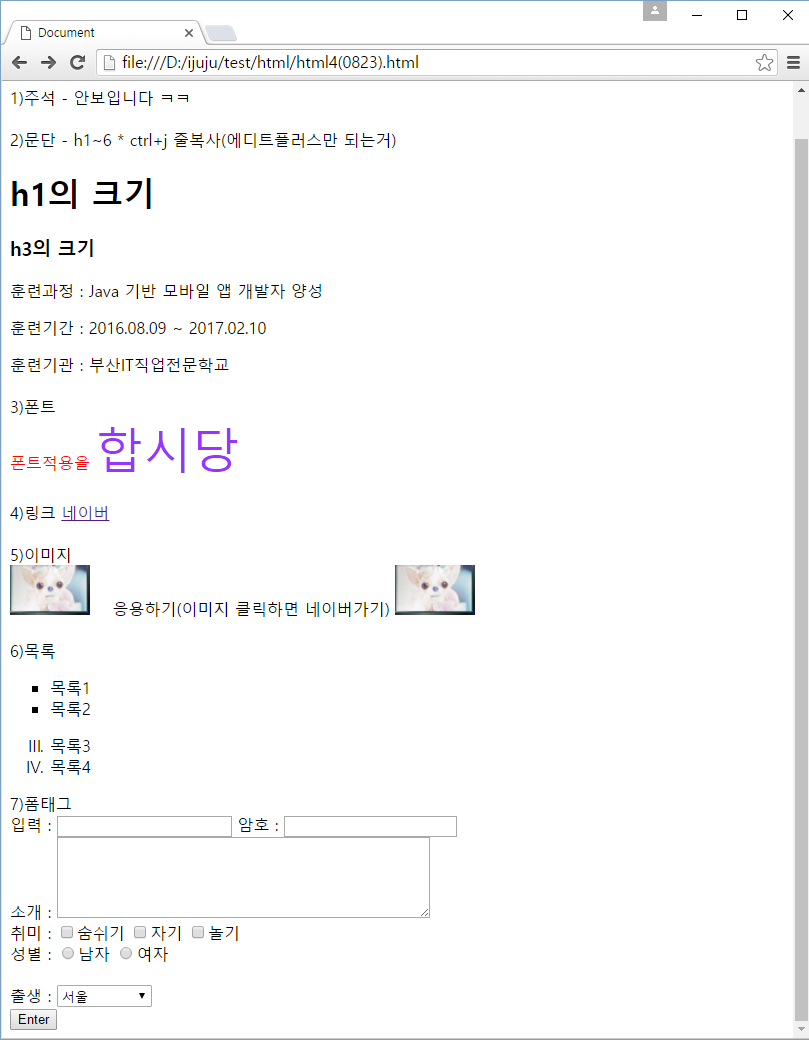 Document
file:///D:/ijuju/test/html/html4(0823).html
1)주석 - 안보입니다 ㅋㅋ
2)문단 - h1~6 * ctrl+j 줄복사(에디트플러스만 되는거)
h1의 크기
h3의 크기
훈련과정 : Java 기반 모바일 앱 개발자 양성
훈련기간 : 2016.08.09 ~ 2017.02.10
훈련기관 : 부산IT직업전문학교
3)폰트
폰트적용을 합시당
4)링크 네이버
5)이미지
응용하기(이미지 클릭하면 네이버가기)
6)목록
■ 목록1
■ 목록2
III. 목록3
IV. 목록4
7)폼태그
입력 : 암호 :
소개 :
취미 : 숨쉬기 자기 놀기
성별 : 남자 여자
출생 : 서울
Enter